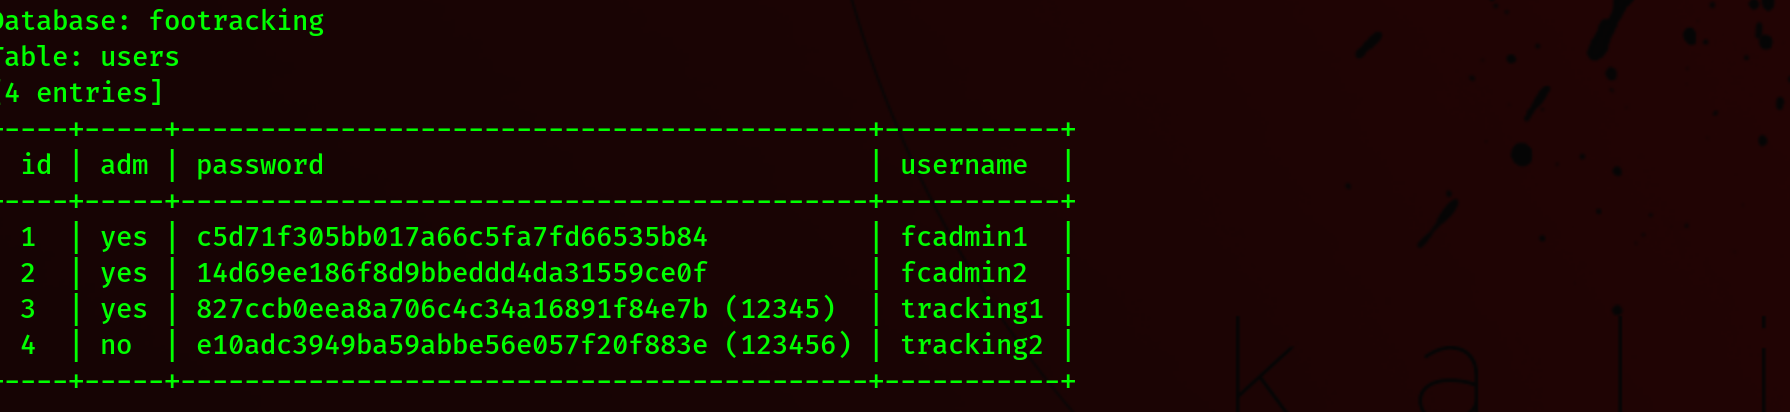 Database: footracking
Table: users
[4 entries]
+----+-----+-------------------------------------------+-----------+
| id | adm | password                                  | username  |
+----+-----+-------------------------------------------+-----------+
| 1  | yes | c5d71f305bb017a66c5fa7fd66535b84          | fcadmin1  |
| 2  | yes | 14d69ee186f8d9bbeddd4da31559ce0f          | fcadmin2  |
| 3  | yes | 827ccb0eea8a706c4c34a16891f84e7b (12345)  | tracking1 |
| 4  | no  | e10adc3949ba59abbe56e057f20f883e (123456) | tracking2 |
+----+-----+-------------------------------------------+-----------+
kali